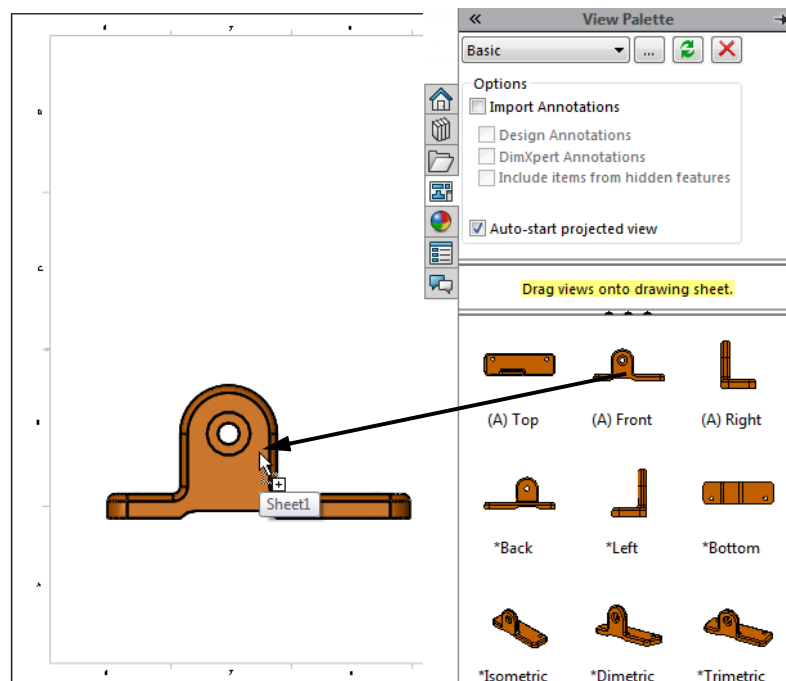 View Palette
Basic
...
Options
Import Annotations
Design Annotations
DimXpert Annotations
Include items from hidden features
Auto-start projected view
Drag views onto drawing sheet.
(A) Top
(A) Front
(A) Right
*Back
*Left
*Bottom
*Isometric
*Dimetric
*Trimetric
Sheet1